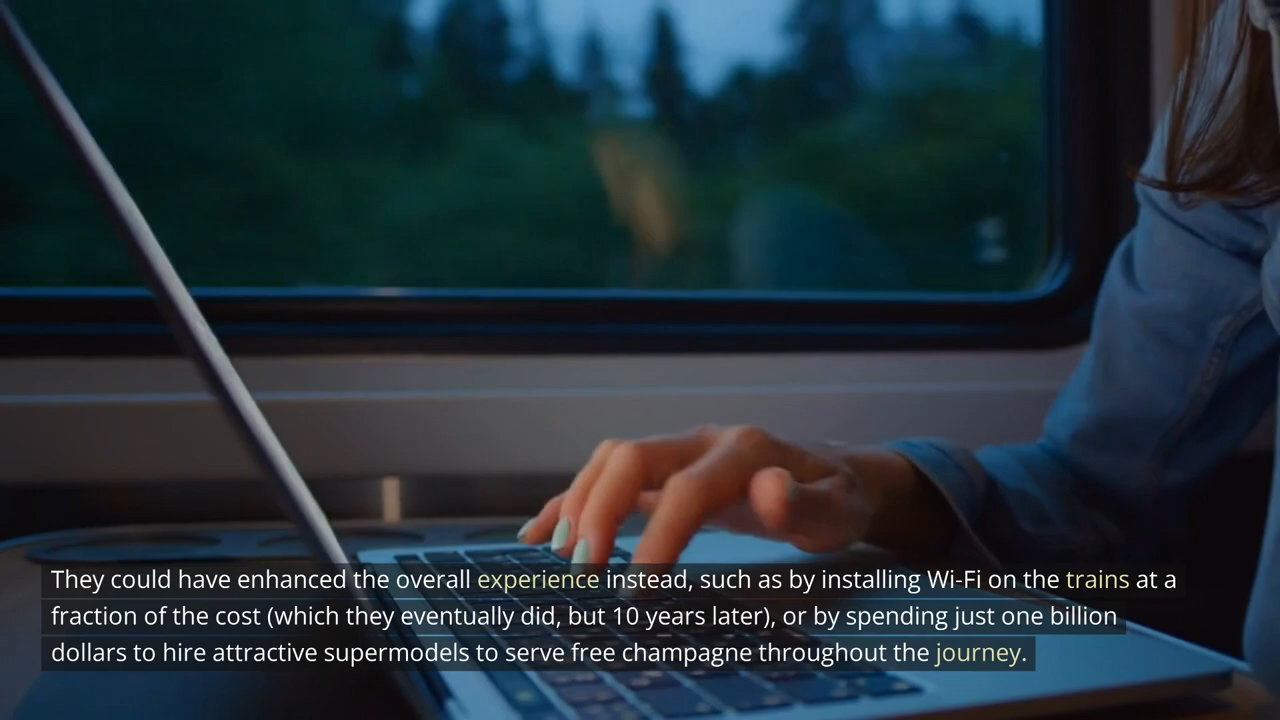 They could have enhanced the overall experience instead, such as by installing Wi-Fi on the trains at a
fraction of the cost (which they eventually did, but 10 years later), or by spending just one billion
dollars to hire attractive supermodels to serve free champagne throughout the journey.